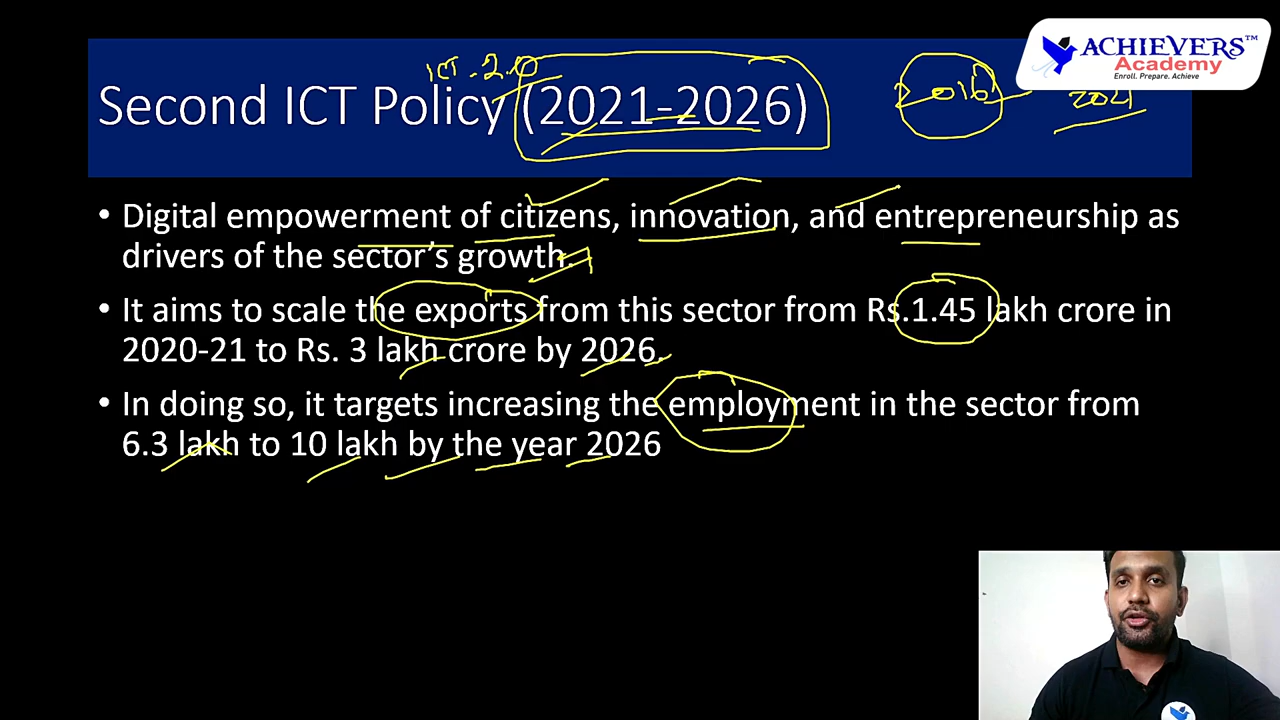 ACHIEVERS™
Academy
Enroll. Prepare. Achieve
ICT. 2.0
2016
2021
Second ICT Policy (2021-2026)
• Digital empowerment of citizens, innovation, and entrepreneurship as
drivers of the sector's growth.
• It aims to scale the exports from this sector from Rs.1.45 lakh crore in
2020-21 to Rs. 3 lakh crore by 2026.
• In doing so, it targets increasing the employment in the sector from
6.3 lakh to 10 lakh by the year 2026